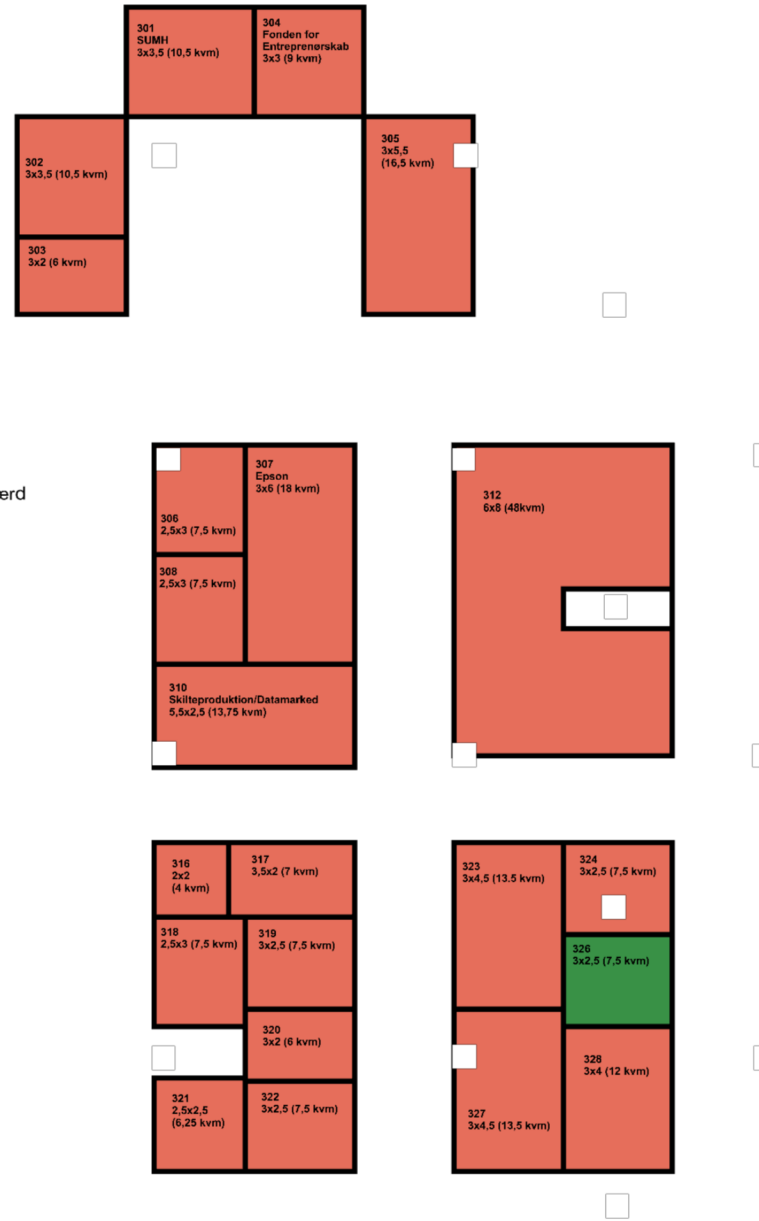 301
SUMH
3x3,5 (10,5 kvm)
304
Fonden for
Entreprenørskab
3x3 (9 kvm)
302
3x3,5 (10,5 kvm)
303
3x2 (6 kvm)
305
3x5,5
(16,5 kvm)
ærd
306
2,5x3 (7,5 kvm)
307
Epson
3x6 (18 kvm)
308
2,5x3 (7,5 kvm)
310
Skilteproduktion/Datamarked
5,5x2,5 (13,75 kvm)
312
6x8 (48kvm)
316
2x2
(4 kvm)
317
3,5x2 (7 kvm)
318
2,5x3 (7,5 kvm)
319
3x2,5 (7,5 kvm)
320
3x2 (6 kvm)
321
2,5x2,5
(6,25 kvm)
322
3x2,5 (7,5 kvm)
323
3x4,5 (13.5 kvm)
324
3x2,5 (7,5 kvm)
326
3x2,5 (7,5 kvm)
327
3x4,5 (13,5 kvm)
328
3x4 (12 kvm)